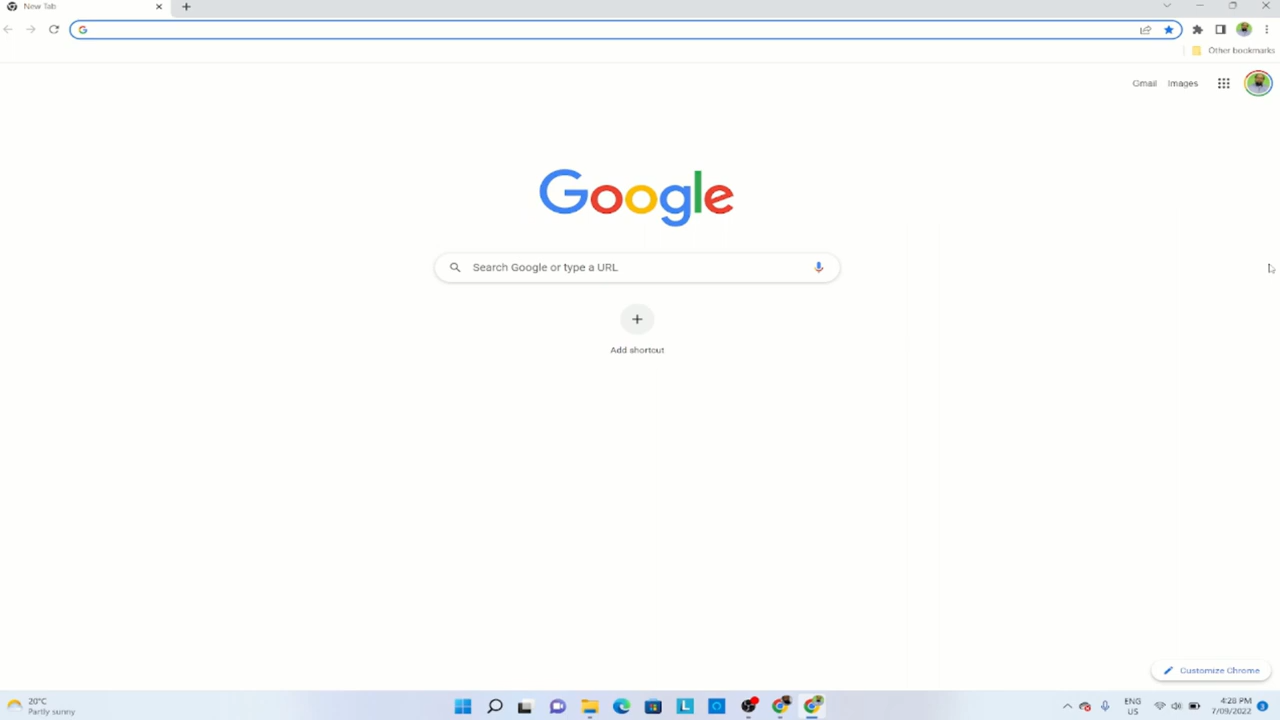 New Tab
Other bookmarks
Gmail Images
Google
Search Google or type a URL
Add shortcut
Customize Chrome
20°C
Partly sunny
ENG
US
4:28 PM
7/09/2022
3